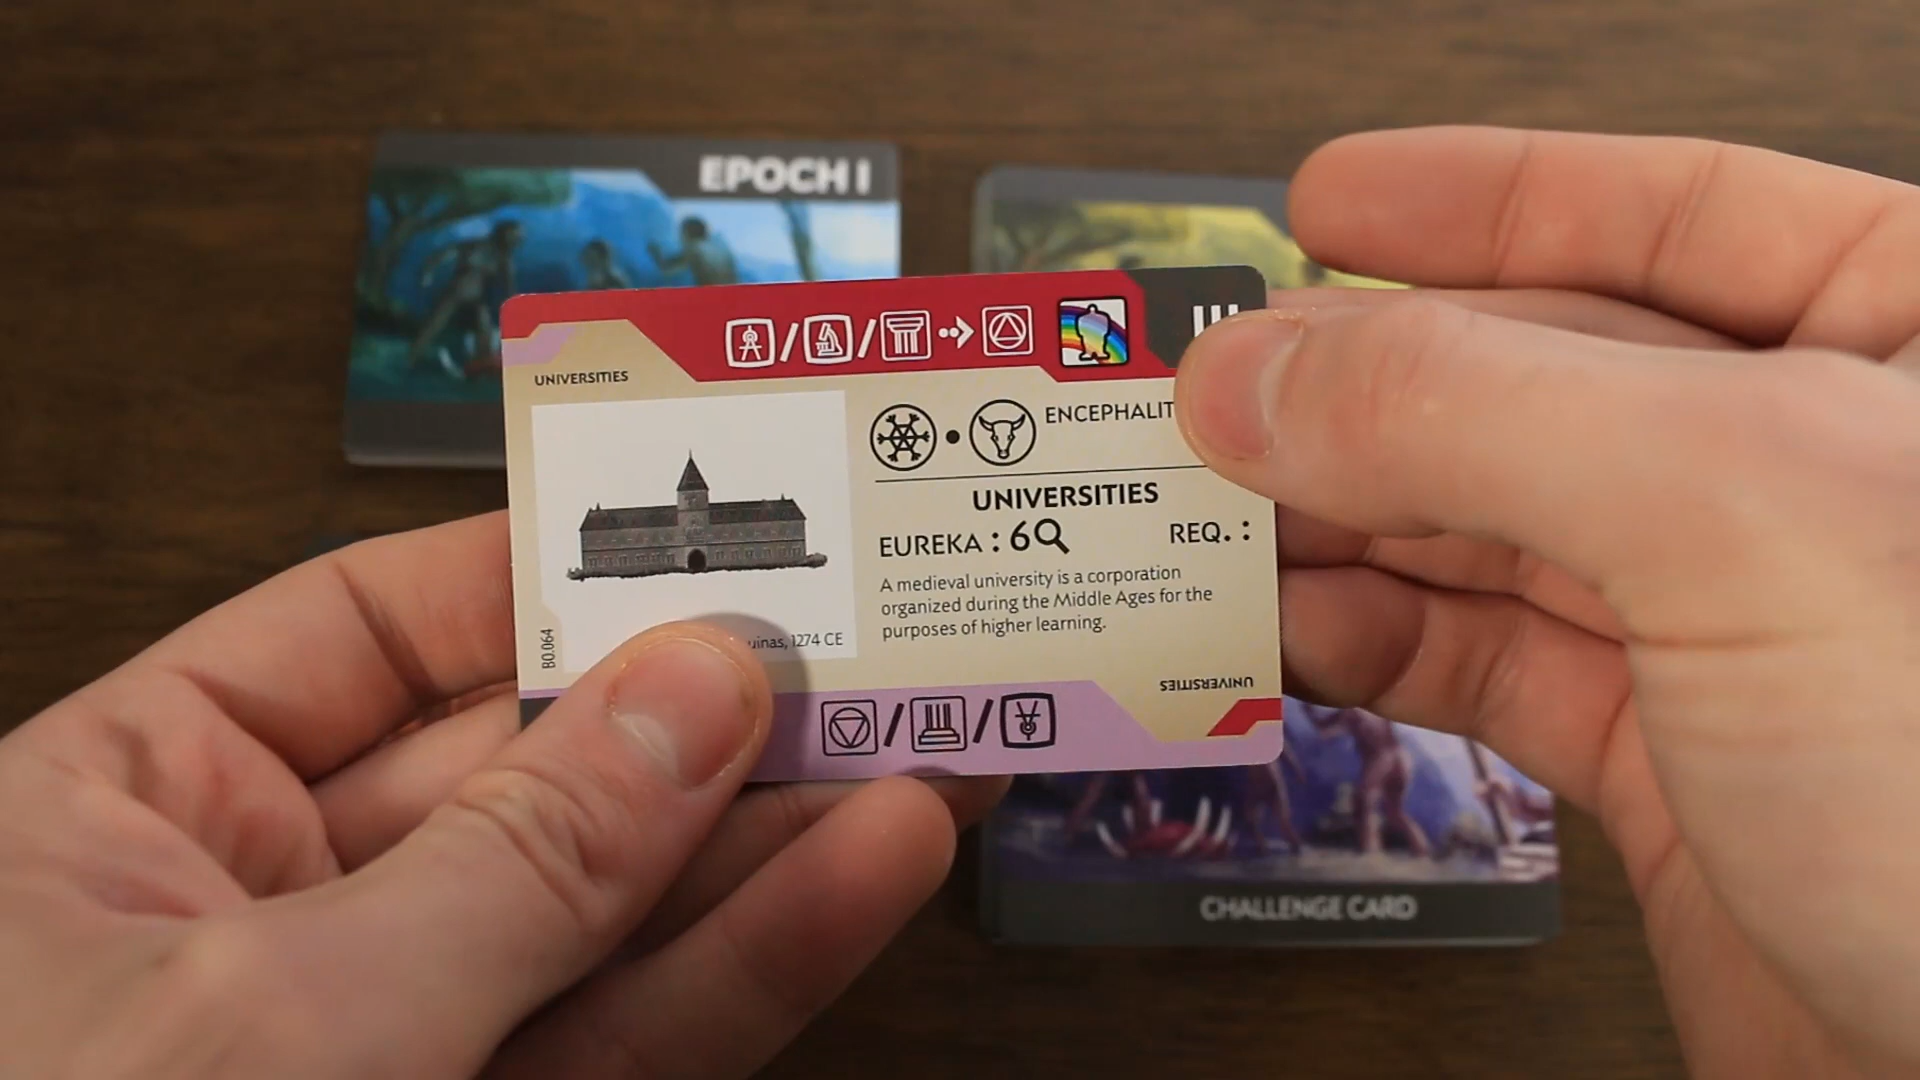 EPOCH I
III
UNIVERSITIES
ENCEPHALIT
UNIVERSITIES
EUREKA : 6
REQ. :
A medieval university is a corporation
organized during the Middle Ages for the
purposes of higher learning.
1274 CE
B0.064
UNIVERSITIES
CHALLENGE CARD